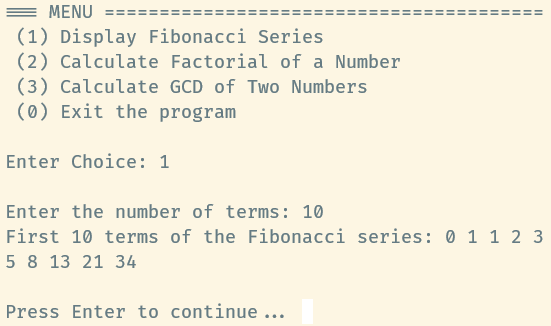 === MENU ========================================
(1) Display Fibonacci Series
(2) Calculate Factorial of a Number
(3) Calculate GCD of Two Numbers
(0) Exit the program
Enter Choice: 1
Enter the number of terms: 10
First 10 terms of the Fibonacci series: 0 1 1 2 3
5 8 13 21 34
Press Enter to continue...